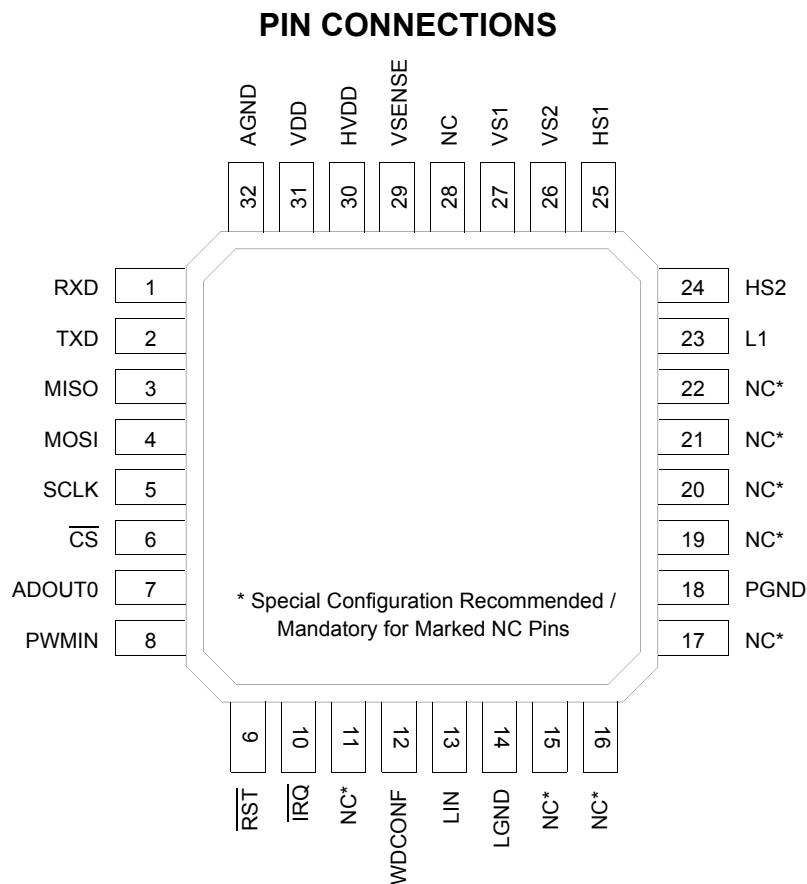 PIN CONNECTIONS
AGND
VDD
HVDD
VSENSE
NC
VS1
VS2
HS1
32
31
30
29
28
27
26
25
RXD 1
TXD 2
MISO 3
MOSI 4
SCLK 5
CS 6
ADOUT0 7
PWMIN 8
24 HS2
23 L1
22 NC*
21 NC*
20 NC*
19 NC*
18 PGND
17 NC*
* Special Configuration Recommended /
Mandatory for Marked NC Pins
9
10
11
12
13
14
15
16
RST
IRQ
NC*
WDCONF
LIN
LGND
NC*
NC*